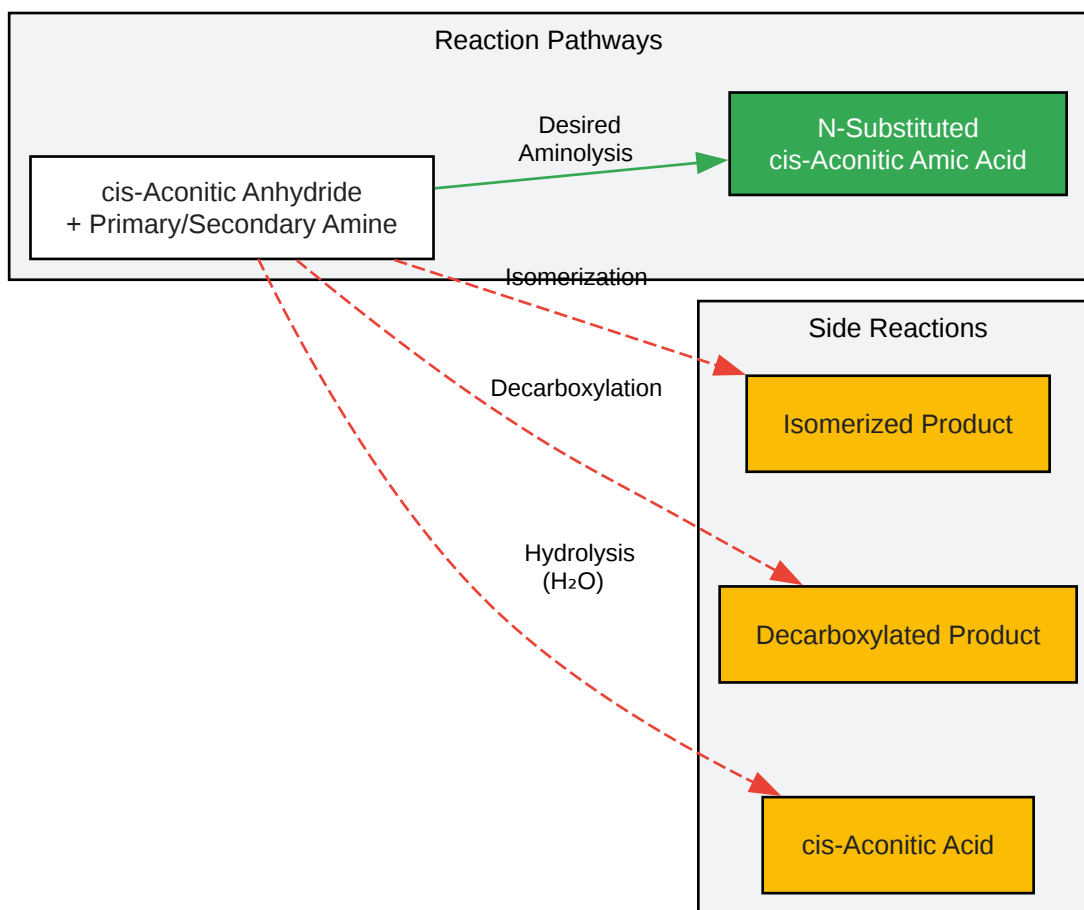 Reaction Pathways
Desired
Aminolysis
N-Substituted
cis-Aconitic Amic Acid
cis-Aconitic Anhydride
+ Primary/Secondary Amine
Isomerization
Side Reactions
Decarboxylation
Isomerized Product
Hydrolysis
(H₂O)
Decarboxylated Product
cis-Aconitic Acid